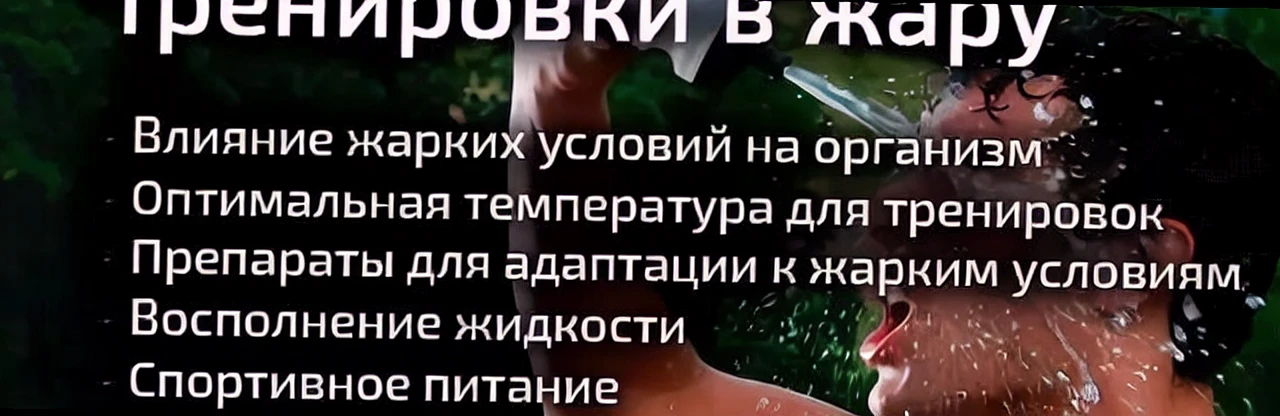 Тренировки в жару
- Влияние жарких условий на организм
- Оптимальная температура для тренировок
- Препараты для адаптации к жарким условиям
- Восполнение жидкости
- Спортивное питание